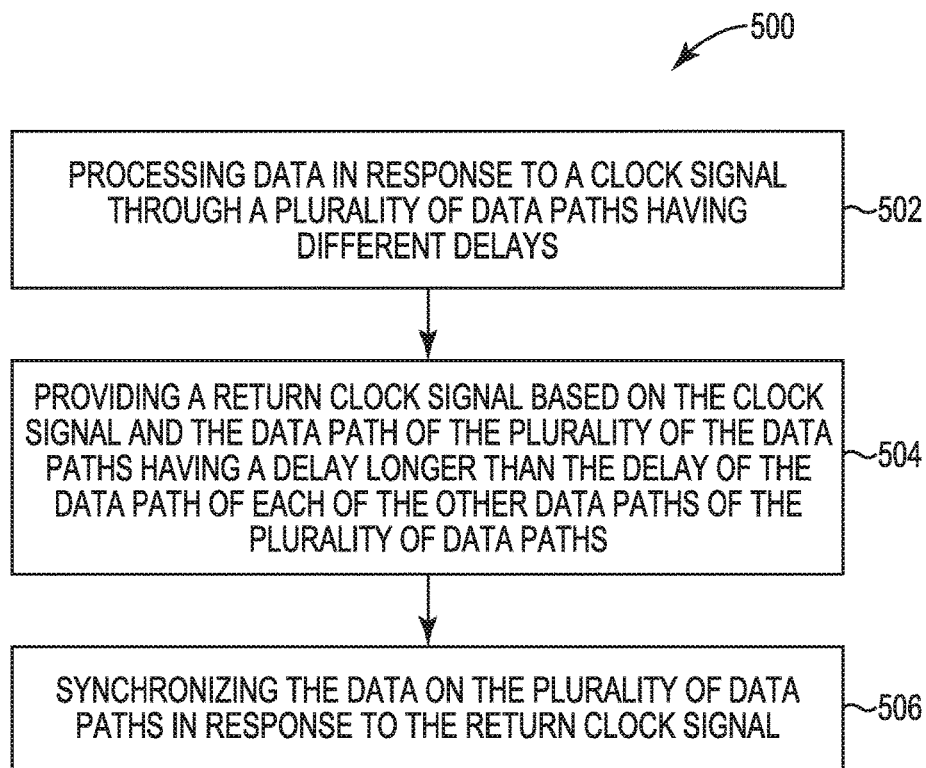 500
PROCESSING DATA IN RESPONSE TO A CLOCK SIGNAL
THROUGH A PLURALITY OF DATA PATHS HAVING
DIFFERENT DELAYS
502
PROVIDING A RETURN CLOCK SIGNAL BASED ON THE CLOCK
SIGNAL AND THE DATA PATH OF THE PLURALITY OF THE DATA
PATHS HAVING A DELAY LONGER THAN THE DELAY OF THE
DATA PATH OF EACH OF THE OTHER DATA PATHS OF THE
PLURALITY OF DATA PATHS
504
SYNCHRONIZING THE DATA ON THE PLURALITY OF DATA
PATHS IN RESPONSE TO THE RETURN CLOCK SIGNAL
506